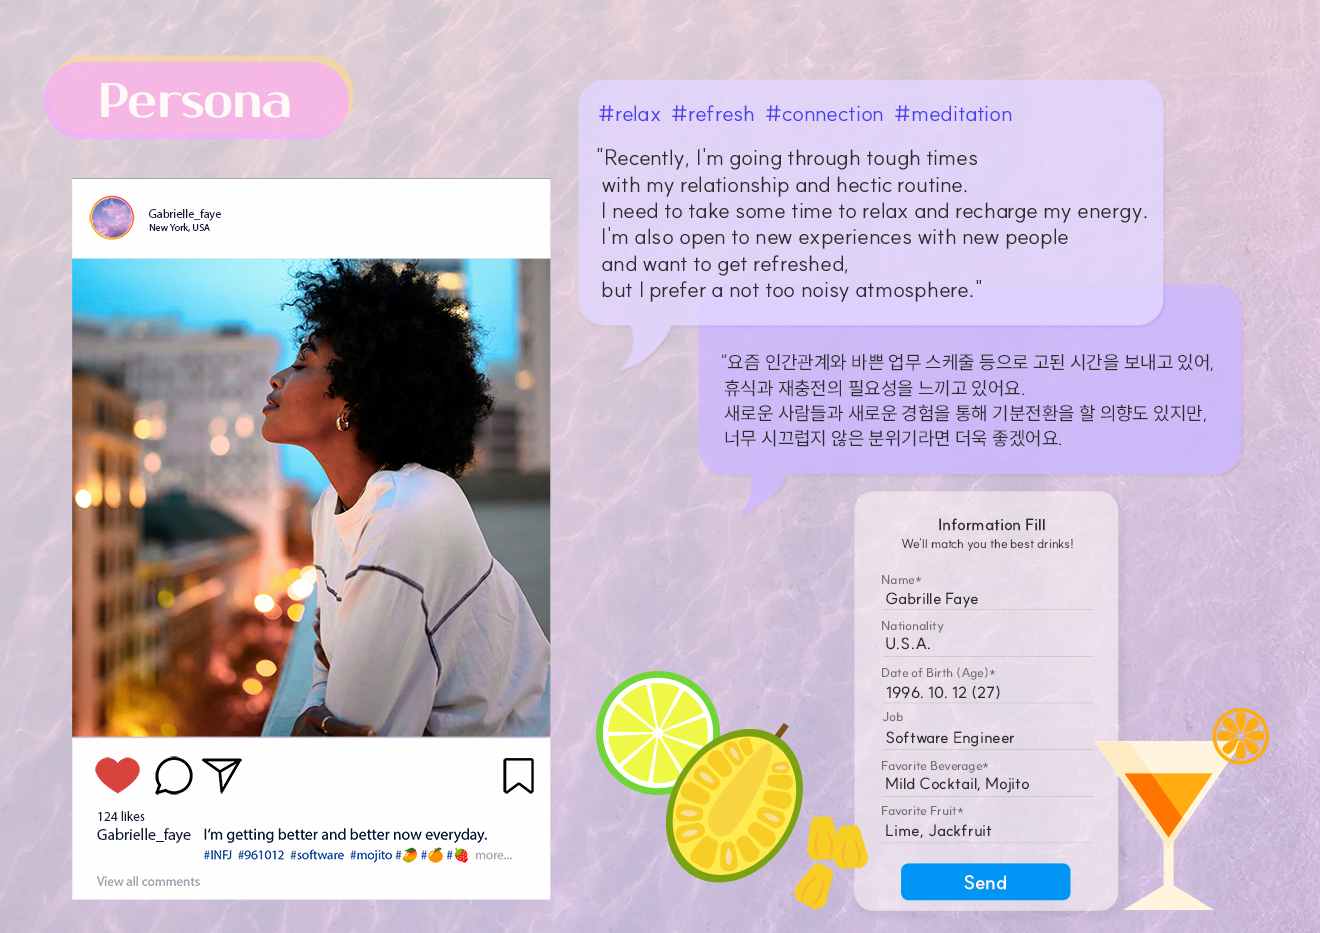 Persona
Gabrielle_faye
New York, USA
124 likes
Gabrielle_faye I'm getting better and better now everyday.
#INFJ #961012 #software #mojito #🥭 #🍊 #🍓 more...
View all comments
#relax #refresh #connection #meditation
"Recently, I'm going through tough times
with my relationship and hectic routine.
I need to take some time to relax and recharge my energy.
I'm also open to new experiences with new people
and want to get refreshed,
but I prefer a not too noisy atmosphere."
“요즘 인간관계와 바쁜 업무 스케줄 등으로 고된 시간을 보내고 있어,
휴식과 재충전의 필요성을 느끼고 있어요.
새로운 사람들과 새로운 경험을 통해 기분전환을 할 의향도 있지만,
너무 시끄럽지 않은 분위기라면 더욱 좋겠어요.
Information Fill
We'll match you the best drinks!
Name*
Gabrille Faye
Nationality
U.S.A.
Date of Birth (Age)*
1996. 10. 12 (27)
Job
Software Engineer
Favorite Beverage*
Mild Cocktail, Mojito
Favorite Fruit*
Lime, Jackfruit
Send